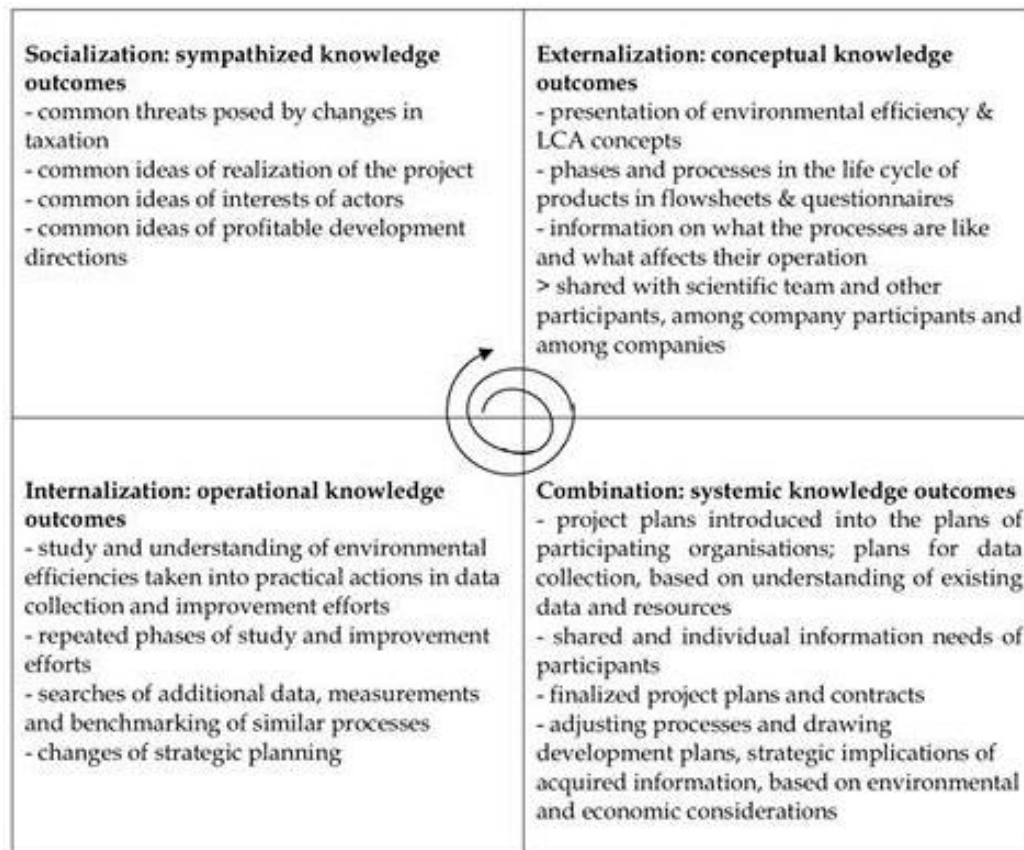 Socialization: sympathized knowledge
outcomes
- common threats posed by changes in
taxation
- common ideas of realization of the project
- common ideas of interests of actors
- common ideas of profitable development
directions
Externalization: conceptual knowledge
outcomes
- presentation of environmental efficiency &
LCA concepts
- phases and processes in the life cycle of
products in flowsheets & questionnaires
- information on what the processes are like
and what affects their operation
> shared with scientific team and other
participants, among company participants and
among companies
Internalization: operational knowledge
outcomes
- study and understanding of environmental
efficiencies taken into practical actions in data
collection and improvement efforts
- repeated phases of study and improvement
efforts
- searches of additional data, measurements
and benchmarking of similar processes
- changes of strategic planning
Combination: systemic knowledge outcomes
- project plans introduced into the plans of
participating organisations; plans for data
collection, based on understanding of existing
data and resources
- shared and individual information needs of
participants
- finalized project plans and contracts
- adjusting processes and drawing
development plans, strategic implications of
acquired information, based on environmental
and economic considerations